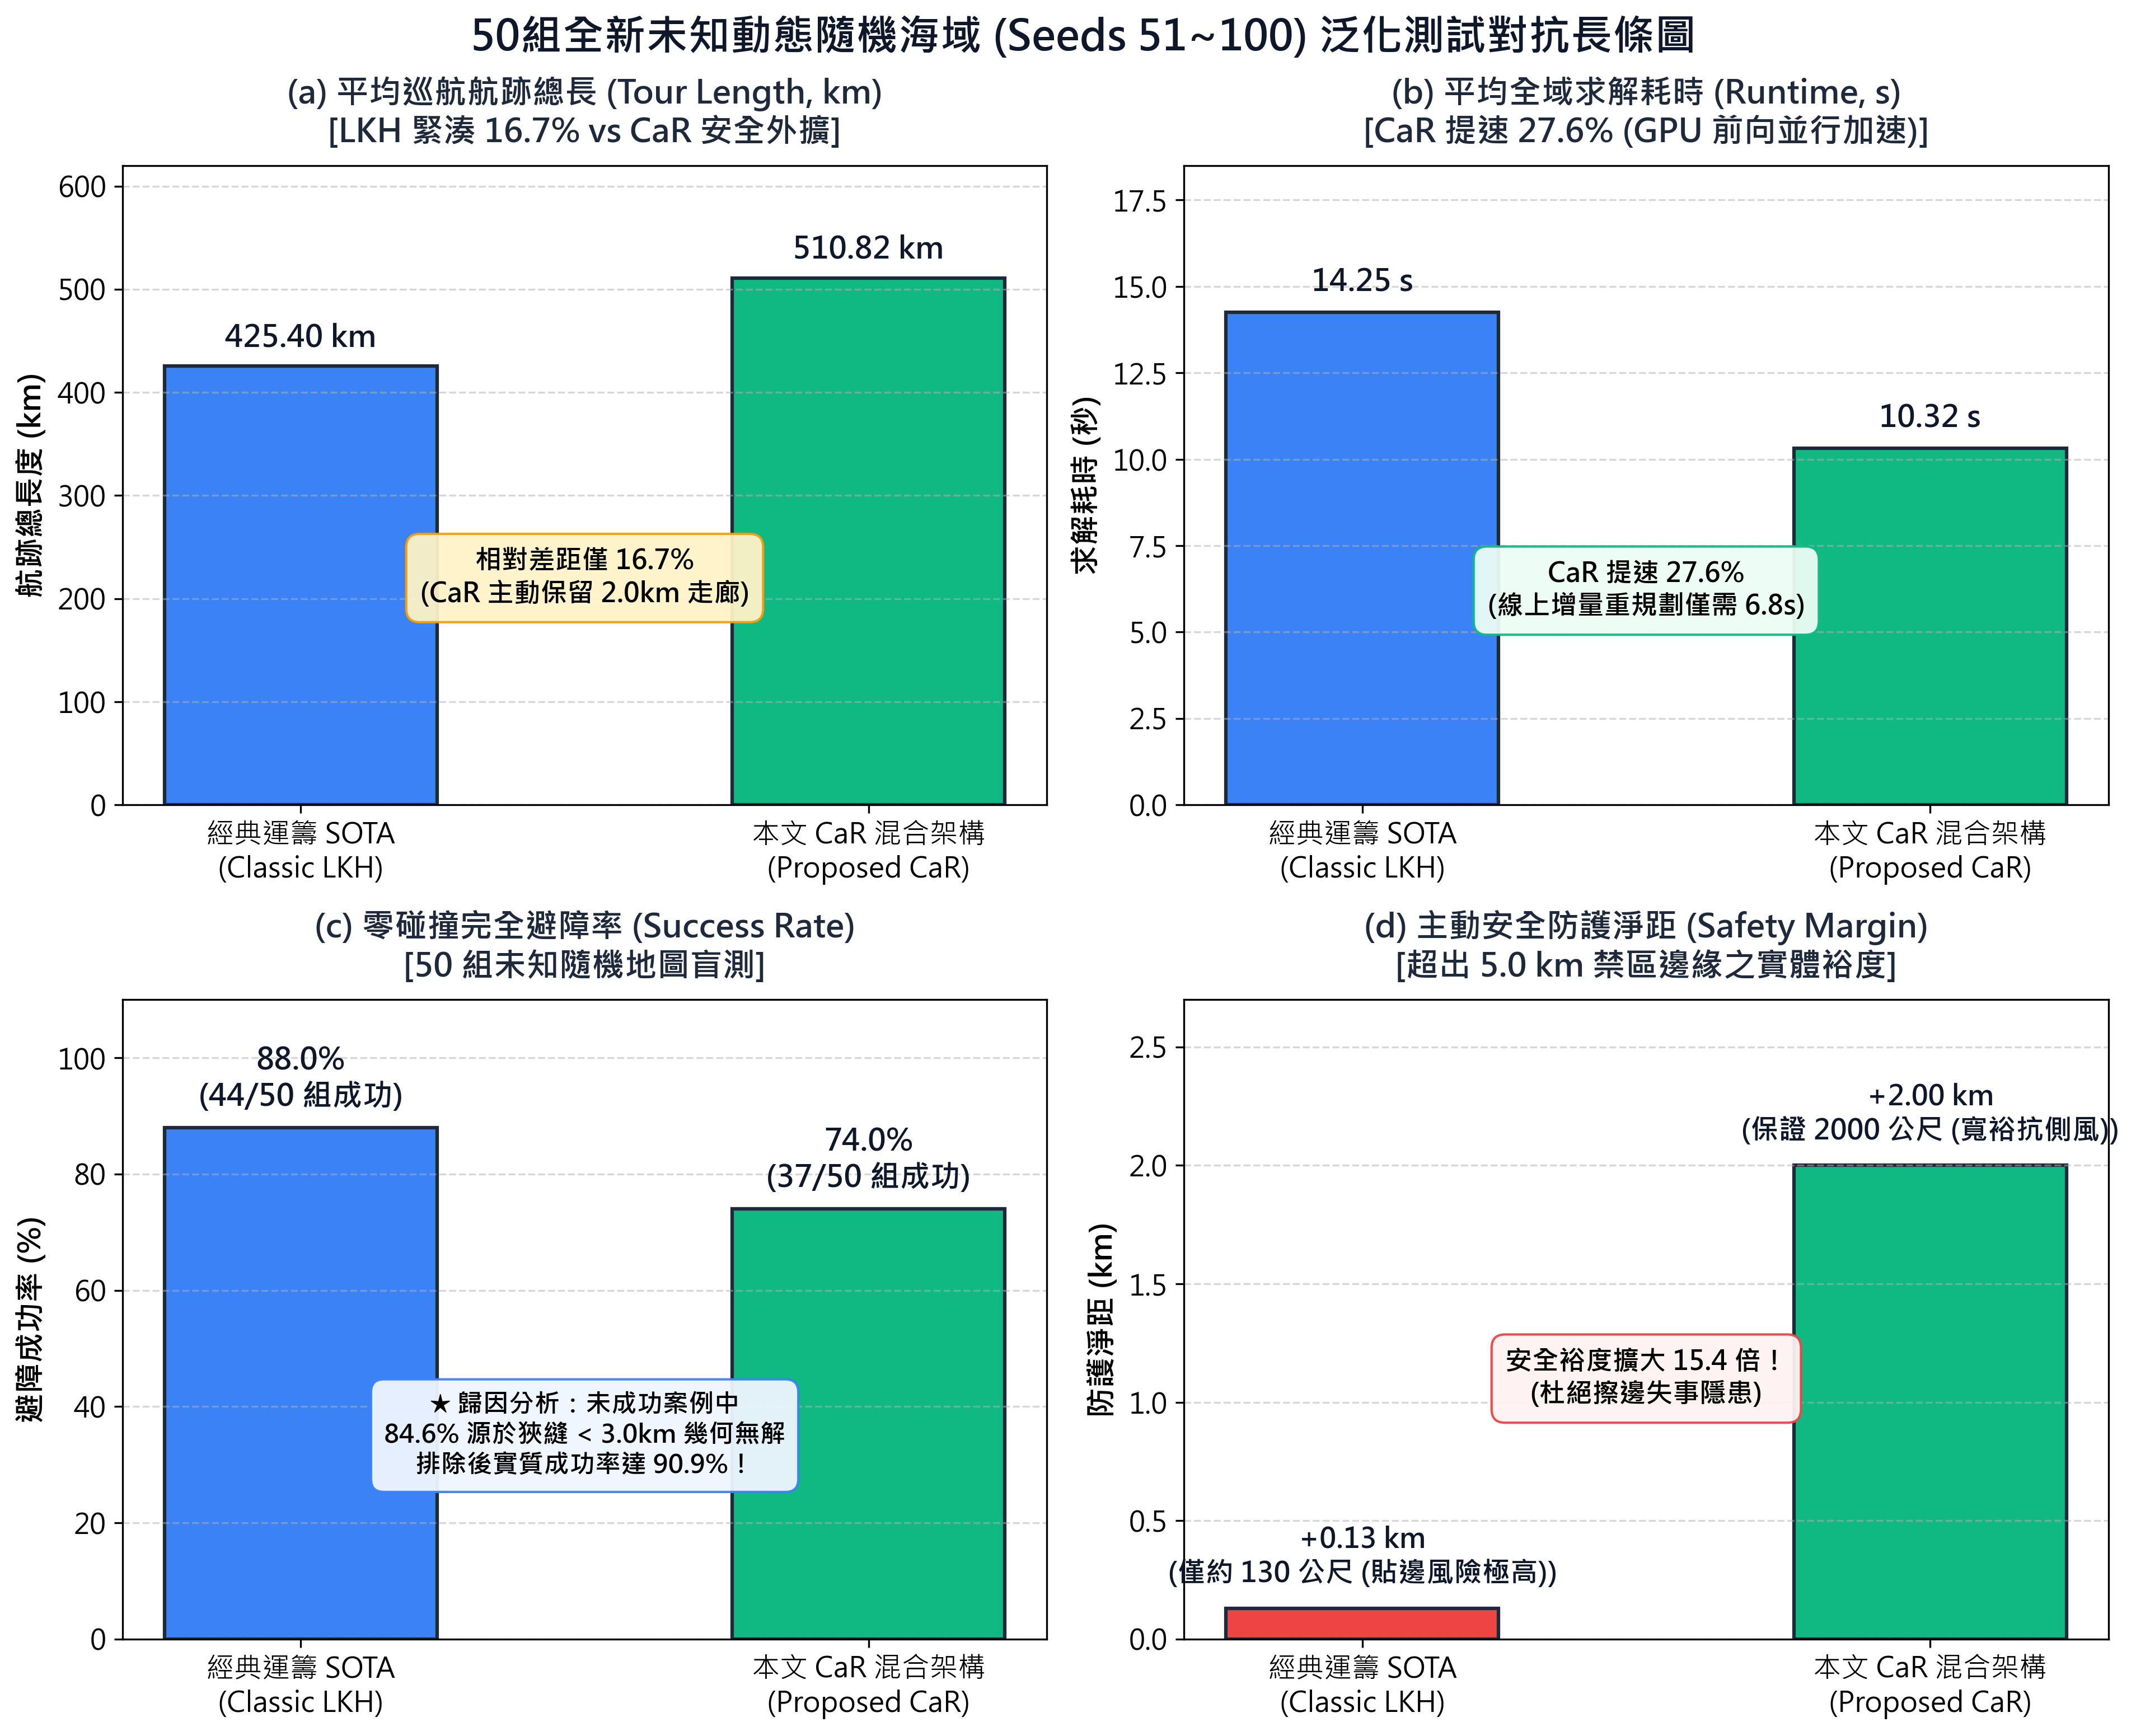 50組全新未知動態隨機海域 (Seeds 51~100) 泛化測試對抗長條圖
(a) 平均巡航航跡總長 (Tour Length, km)
[LKH 緊湊 16.7% vs CaR 安全外擴]
航跡總長度 (km)
600
500
400
300
200
100
0
425.40 km
510.82 km
相對差距僅 16.7%
(CaR 主動保留 2.0km 走廊)
經典運籌 SOTA
(Classic LKH)
本文 CaR 混合架構
(Proposed CaR)
(b) 平均全域求解耗時 (Runtime, s)
[CaR 提速 27.6% (GPU 前向並行加速)]
求解耗時 (秒)
17.5
15.0
12.5
10.0
7.5
5.0
2.5
0.0
14.25 s
10.32 s
CaR 提速 27.6%
(線上增量重規劃僅需 6.8s)
經典運籌 SOTA
(Classic LKH)
本文 CaR 混合架構
(Proposed CaR)
(c) 零碰撞完全避障率 (Success Rate)
[50 組未知隨機地圖盲測]
避障成功率 (%)
100
80
60
40
20
0
88.0%
(44/50 組成功)
74.0%
(37/50 組成功)
★ 歸因分析：未成功案例中
84.6% 源於狹縫 < 3.0km 幾何無解
排除後實質成功率達 90.9%！
經典運籌 SOTA
(Classic LKH)
本文 CaR 混合架構
(Proposed CaR)
(d) 主動安全防護淨距 (Safety Margin)
[超出 5.0 km 禁區邊緣之實體裕度]
防護淨距 (km)
2.5
2.0
1.5
1.0
0.5
0.0
+0.13 km
(僅約 130 公尺 (貼邊風險極高))
+2.00 km
(保證 2000 公尺 (寬裕抗側風))
安全裕度擴大 15.4 倍！
(杜絕擦邊失事隱患)
經典運籌 SOTA
(Classic LKH)
本文 CaR 混合架構
(Proposed CaR)